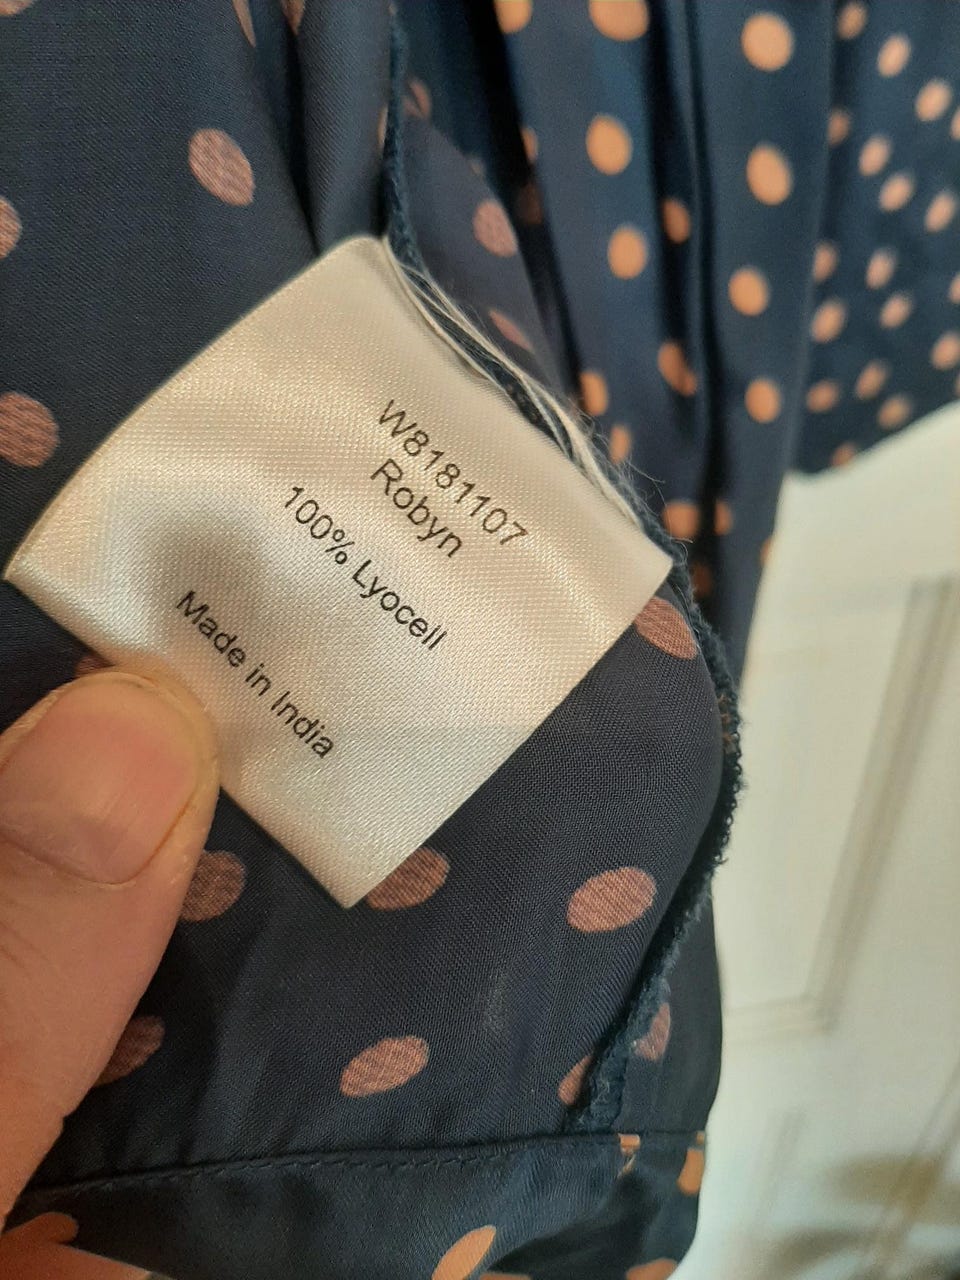 W8181107
Robyn
100% Lyocell
Made in India